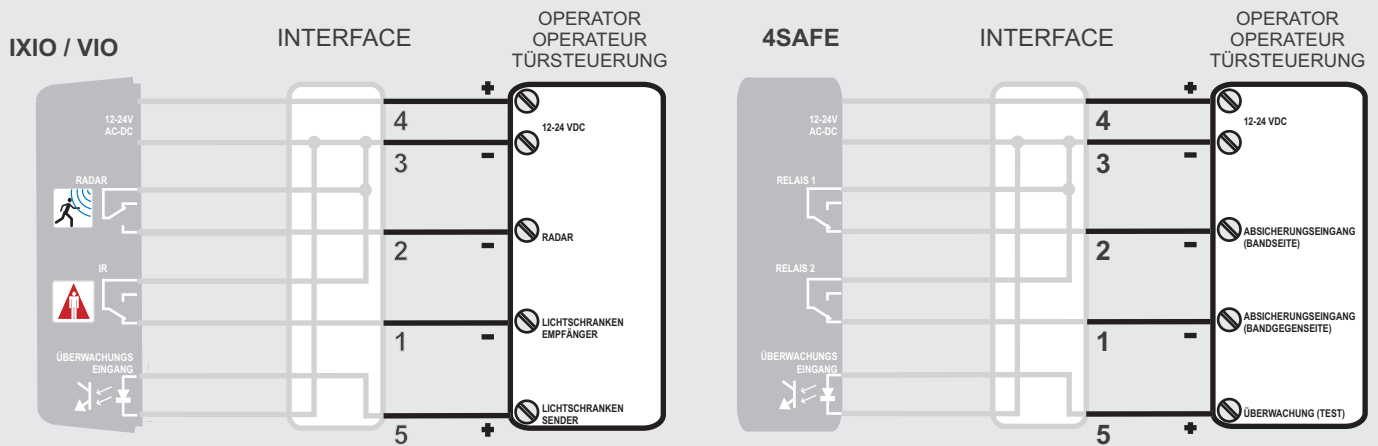 IXIO / VIO
INTERFACE
OPERATOR
OPERATEUR
TÜRSTEUERUNG
12-24V
AC-DC
RADAR
IR
ÜBERWACHUNGS
EINGANG
4
3
2
1
5
+
-
-
-
+
12-24 VDC
RADAR
LICHTSCHRANKEN
EMPFÄNGER
LICHTSCHRANKEN
SENDER
4SAFE
INTERFACE
OPERATOR
OPERATEUR
TÜRSTEUERUNG
12-24V
AC-DC
RELAIS 1
RELAIS 2
ÜBERWACHUNGS
EINGANG
4
3
2
1
5
+
-
-
-
+
12-24 VDC
ABSICHERUNGSEINGANG
(BANDSEITE)
ABSICHERUNGSEINGANG
(BANDGEGENSEITE)
ÜBERWACHUNG (TEST)